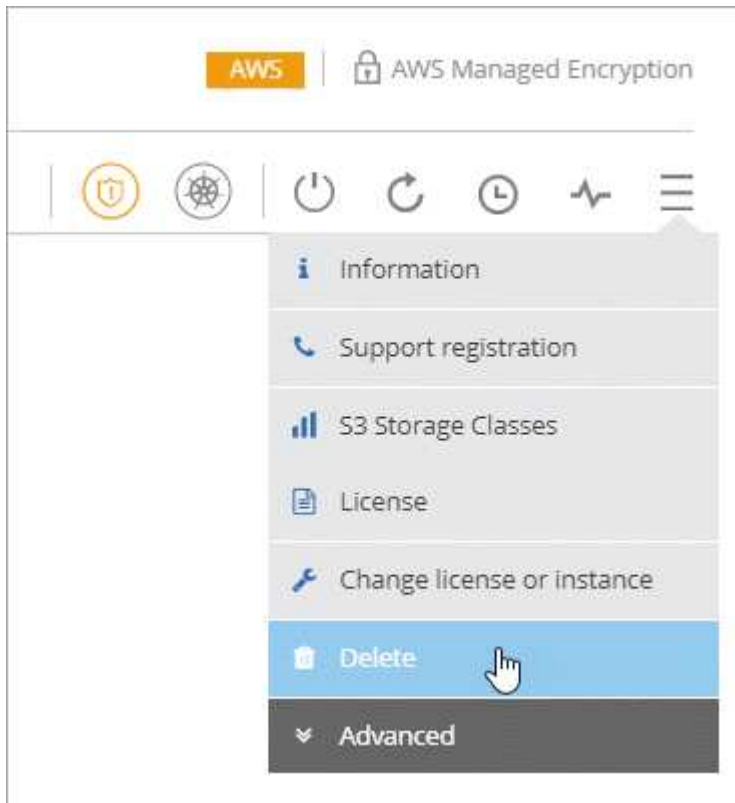 AWS
AWS Managed Encryption
Information
Support registration
S3 Storage Classes
License
Change license or instance
Delete
Advanced